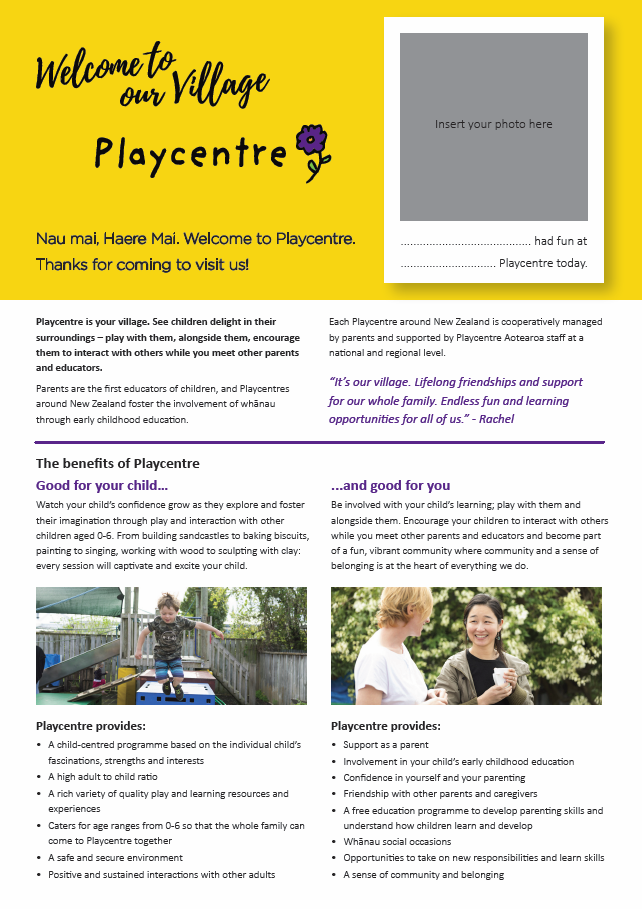 Welcome to
our Village
Playcentre
Nau mai, Haere Mai. Welcome to Playcentre.
Thanks for coming to visit us!
Insert your photo here
.......................................... had fun at
............................... Playcentre today.
Playcentre is your village. See children delight in their
surroundings – play with them, alongside them, encourage
them to interact with others while you meet other parents
and educators.
Parents are the first educators of children, and Playcentres
around New Zealand foster the involvement of whānau
through early childhood education.
Each Playcentre around New Zealand is cooperatively managed
by parents and supported by Playcentre Aotearoa staff at a
national and regional level.
“It’s our village. Lifelong friendships and support
for our whole family. Endless fun and learning
opportunities for all of us.” - Rachel
The benefits of Playcentre
Good for your child...
Watch your child’s confidence grow as they explore and foster
their imagination through play and interaction with other
children aged 0-6. From building sandcastles to baking biscuits,
painting to singing, working with wood to sculpting with clay:
every session will captivate and excite your child.
Playcentre provides:
• A child-centred programme based on the individual child’s
fascinations, strengths and interests
• A high adult to child ratio
• A rich variety of quality play and learning resources and
experiences
• Caters for age ranges from 0-6 so that the whole family can
come to Playcentre together
• A safe and secure environment
• Positive and sustained interactions with other adults
...and good for you
Be involved with your child’s learning; play with them and
alongside them. Encourage your children to interact with others
while you meet other parents and educators and become part
of a fun, vibrant community where community and a sense of
belonging is at the heart of everything we do.
Playcentre provides:
• Support as a parent
• Involvement in your child’s early childhood education
• Confidence in yourself and your parenting
• Friendship with other parents and caregivers
• A free education programme to develop parenting skills and
understand how children learn and develop
• Whānau social occasions
• Opportunities to take on new responsibilities and learn skills
• A sense of community and belonging